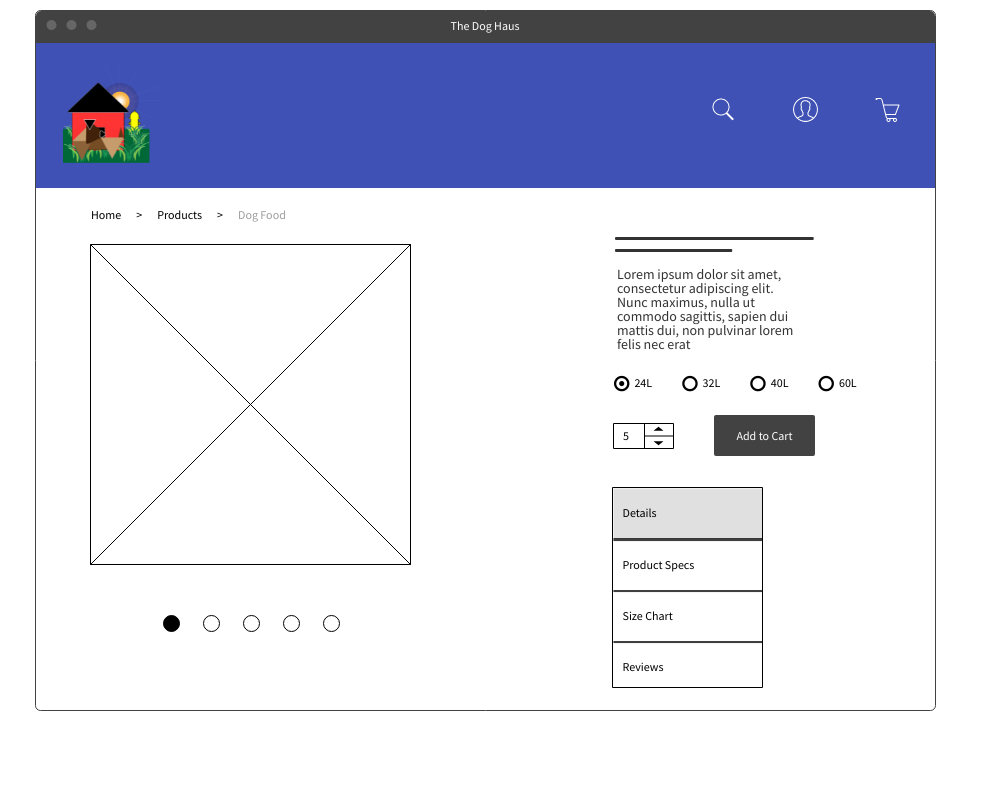 The Dog Haus
Home > Products > Dog Food
Lorem ipsum dolor sit amet,
consectetur adipiscing elit.
Nunc maximus, nulla ut
commodo sagittis, sapien dui
mattis dui, non pulvinar lorem
felis nec erat
24L 32L 40L 60L
5 Add to Cart
Details
Product Specs
Size Chart
Reviews